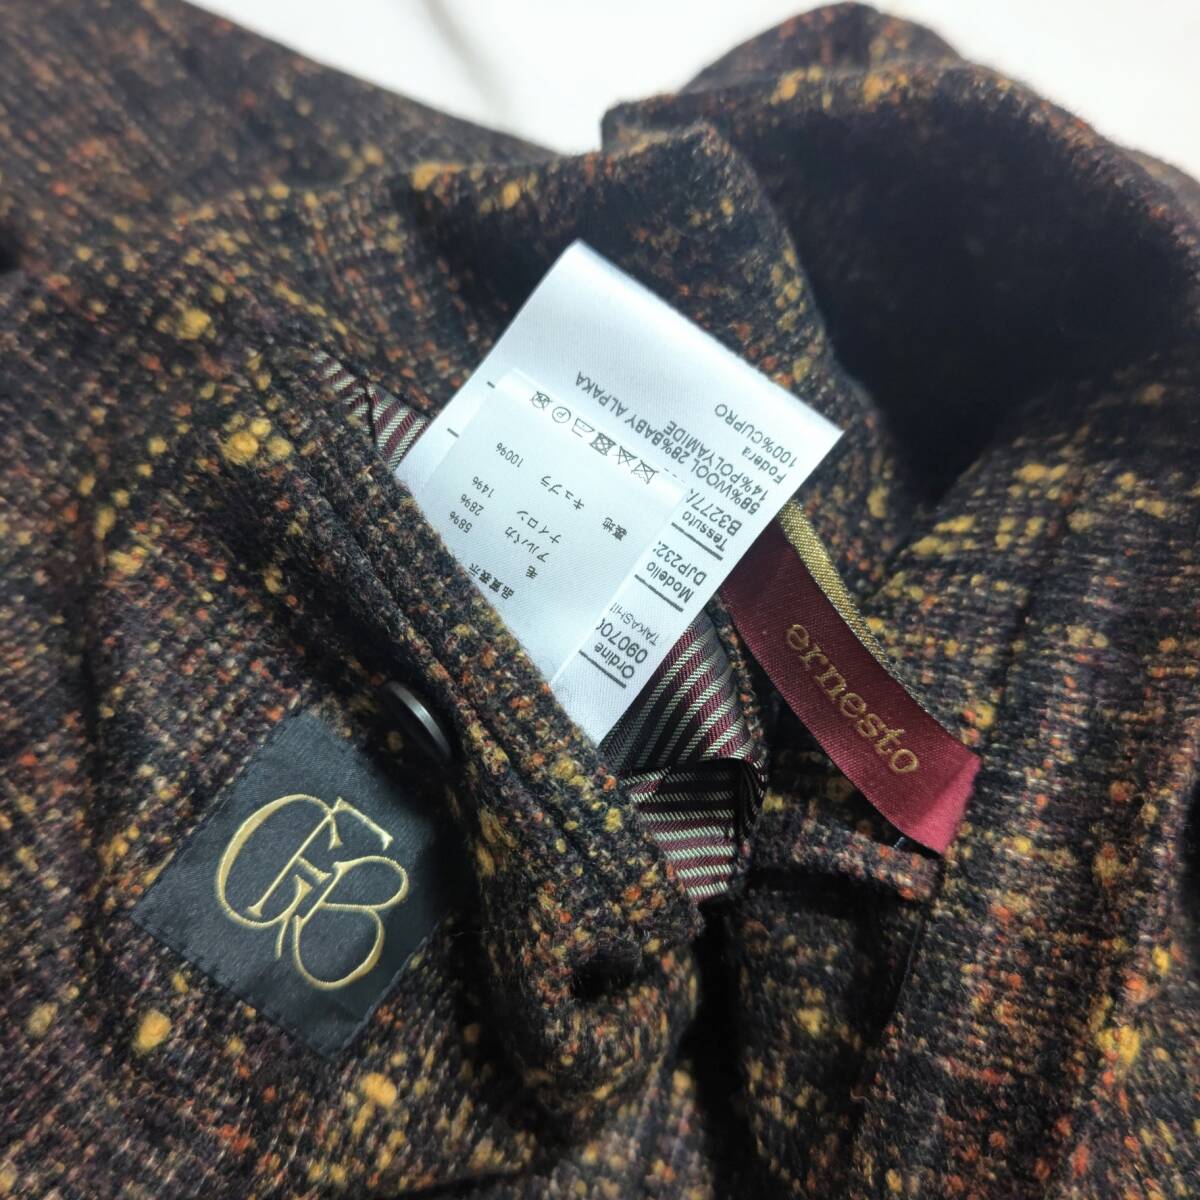 Ordine
Modello
Tessuto
58%WOOL 28%BABY ALPAKA
14%POLYAMIDE
Fodera
100%CUPRO
品質表示
毛 58%
アルパカ 28%
ナイロン 14%
裏地 キュプラ 100%
ernesto